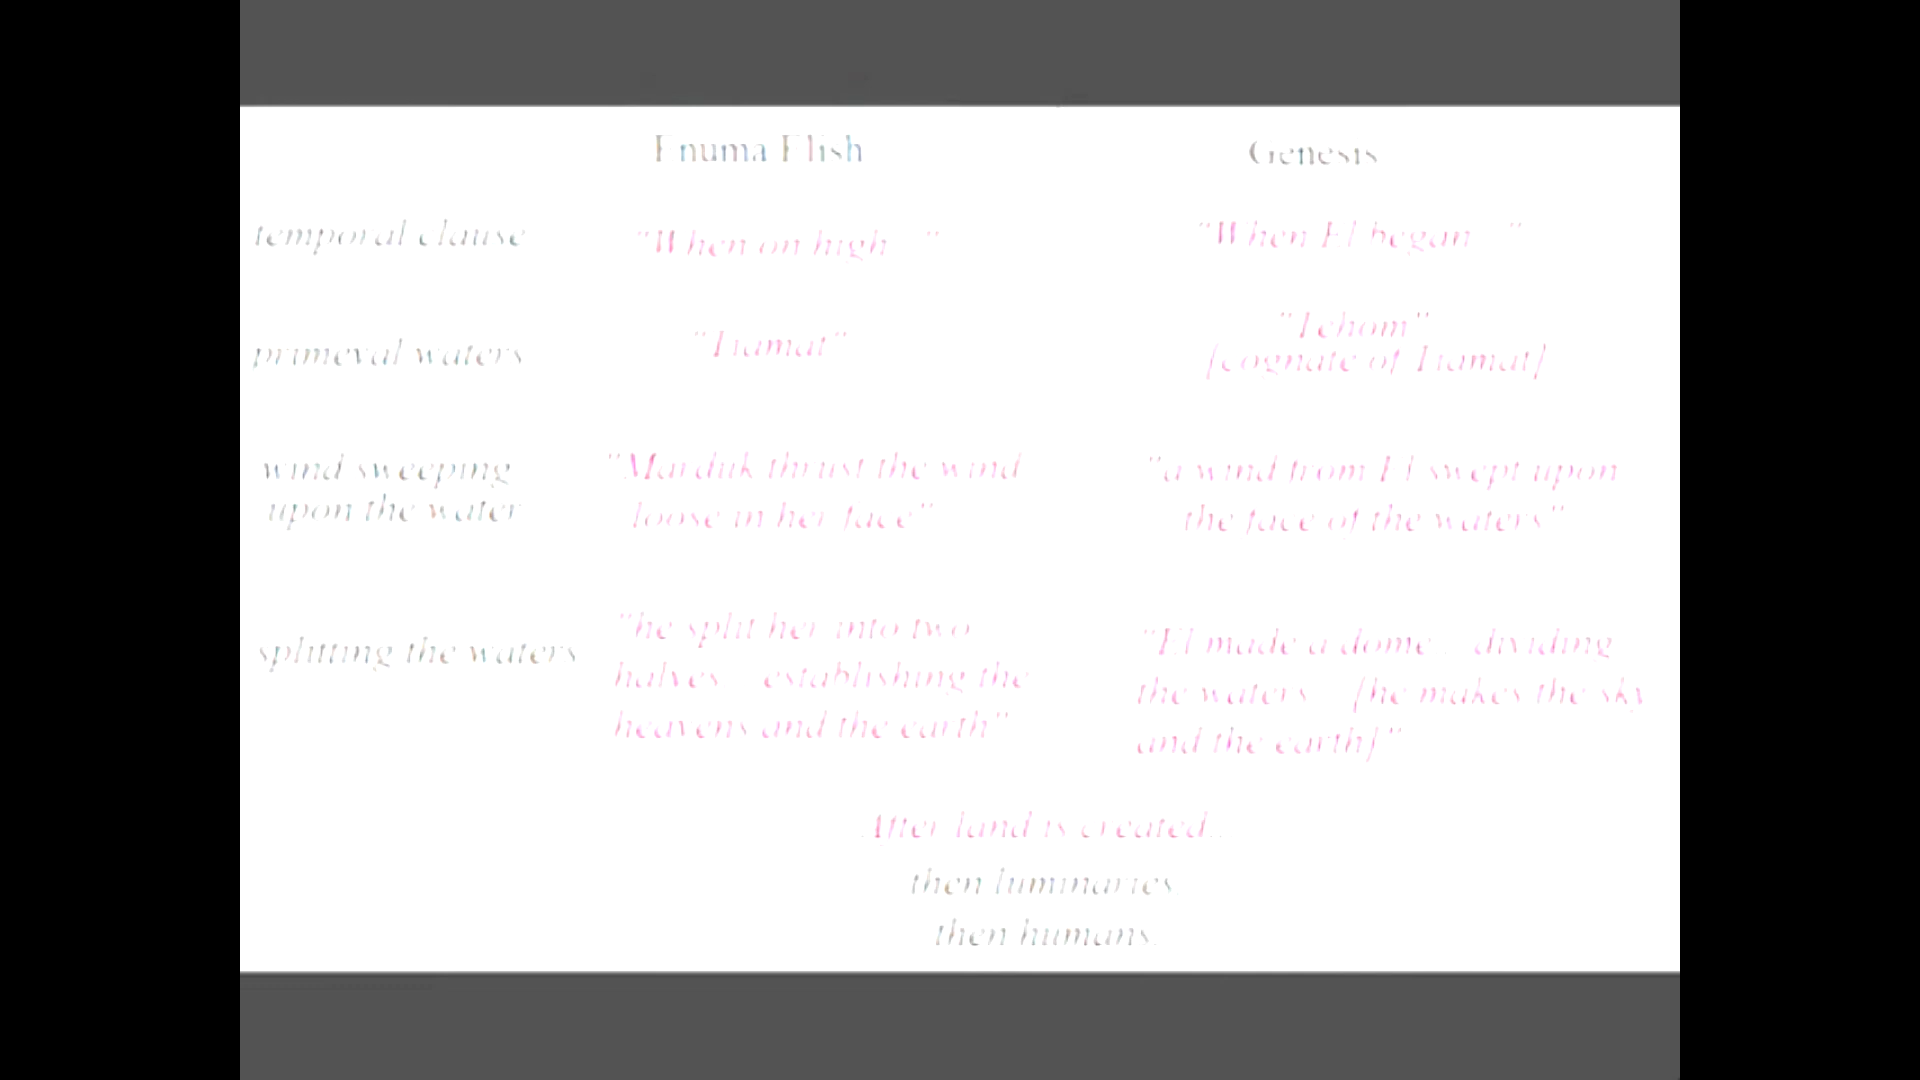 Enuma Elish
Genesis
temporal clause
"When on high..."
"When El began..."
primeval waters
"Tiamat"
"Tehom"
[cognate of Tiamat]
wind sweeping
upon the water
"Marduk thrust the wind
loose in her face"
"a wind from El swept upon
the face of the waters"
splitting the waters
"he split her into two
halves... establishing the
heavens and the earth"
"El made a dome... dividing
the waters... [he makes the sky
and the earth]"
After land is created...
then luminaries.
then humans.